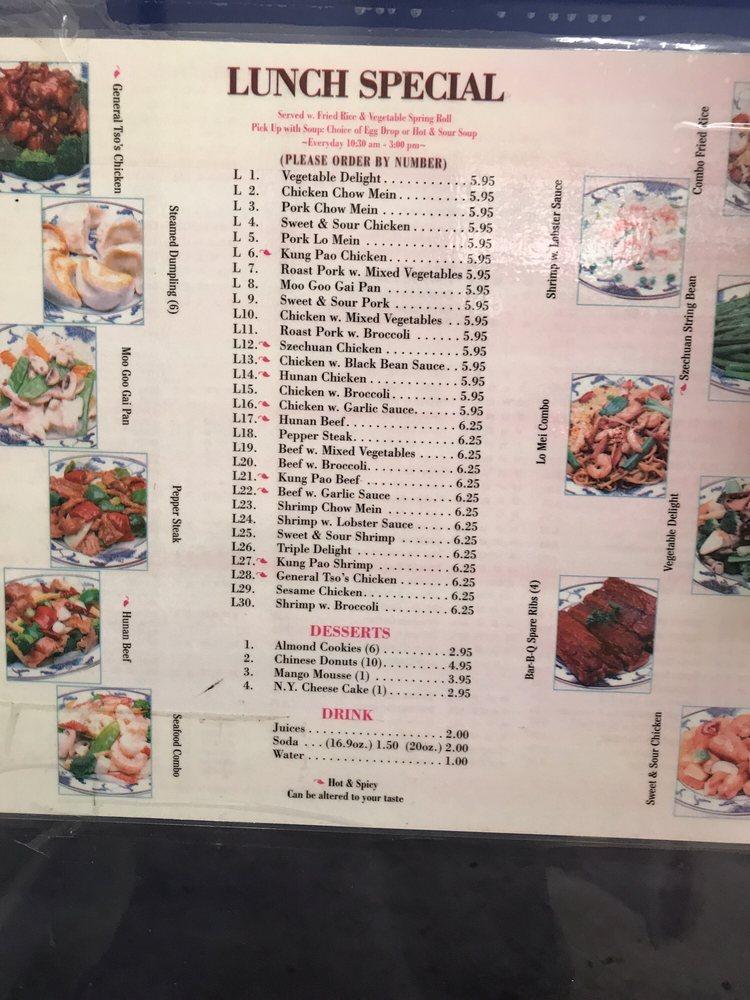 LUNCH SPECIAL
Served w. Fried Rice & Vegetable Spring Roll
Pick Up with Soup: Choice of Egg Drop or Hot & Sour Soup
~Everyday 10:30 am - 3:00 pm~
(PLEASE ORDER BY NUMBER)
L 1. Vegetable Delight . . . . . . . . . . . 5.95
L 2. Chicken Chow Mein . . . . . . . . . 5.95
L 3. Pork Chow Mein . . . . . . . . . . . . 5.95
L 4. Sweet & Sour Chicken . . . . . . . 5.95
L 5. Pork Lo Mein . . . . . . . . . . . . . . 5.95
L 6. Kung Pao Chicken . . . . . . . . . . 5.95
L 7. Roast Pork w. Mixed Vegetables 5.95
L 8. Moo Goo Gai Pan . . . . . . . . . . 5.95
L 9. Sweet & Sour Pork . . . . . . . . . 5.95
L10. Chicken w. Mixed Vegetables . . 5.95
L11. Roast Pork w. Broccoli . . . . . . 5.95
L12. Szechuan Chicken . . . . . . . . . . 5.95
L13. Chicken w. Black Bean Sauce . . 5.95
L14. Hunan Chicken . . . . . . . . . . . . 5.95
L15. Chicken w. Broccoli . . . . . . . . . 5.95
L16. Chicken w. Garlic Sauce. . . . . . 5.95
L17. Hunan Beef. . . . . . . . . . . . . . . 6.25
L18. Pepper Steak. . . . . . . . . . . . . . 6.25
L19. Beef w. Mixed Vegetables . . . . . 6.25
L20. Beef w. Broccoli. . . . . . . . . . . . 6.25
L21. Kung Pao Beef . . . . . . . . . . . . 6.25
L22. Beef w. Garlic Sauce . . . . . . . . 6.25
L23. Shrimp Chow Mein . . . . . . . . . 6.25
L24. Shrimp w. Lobster Sauce . . . . . 6.25
L25. Sweet & Sour Shrimp . . . . . . . 6.25
L26. Triple Delight . . . . . . . . . . . . 6.25
L27. Kung Pao Shrimp . . . . . . . . . . 6.25
L28. General Tso's Chicken . . . . . . . 6.25
L29. Sesame Chicken. . . . . . . . . . . . 6.25
L30. Shrimp w. Broccoli . . . . . . . . . 6.25
DESSERTS
1. Almond Cookies (6) . . . . . . . . . 2.95
2. Chinese Donuts (10). . . . . . . . . 4.95
3. Mango Mousse (1) . . . . . . . . . . 3.95
4. N.Y. Cheese Cake (1) . . . . . . . . 2.95
DRINK
Juices . . . . . . . . . . . . . . . . . . . . 2.00
Soda . . . (16.9oz.) 1.50 (20oz.) 2.00
Water . . . . . . . . . . . . . . . . . . . . 1.00
Hot & Spicy
Can be altered to your taste
General Tso's Chicken
Steamed Dumpling (6)
Moo Goo Gai Pan
Pepper Steak
Hunan Beef
Seafood Combo
Combo Fried Rice
Shrimp w. Lobster Sauce
Szechuan String Bean
Lo Mei Combo
Vegetable Delight
Bar-B-Q Spare Ribs (4)
Sweet & Sour Chicken